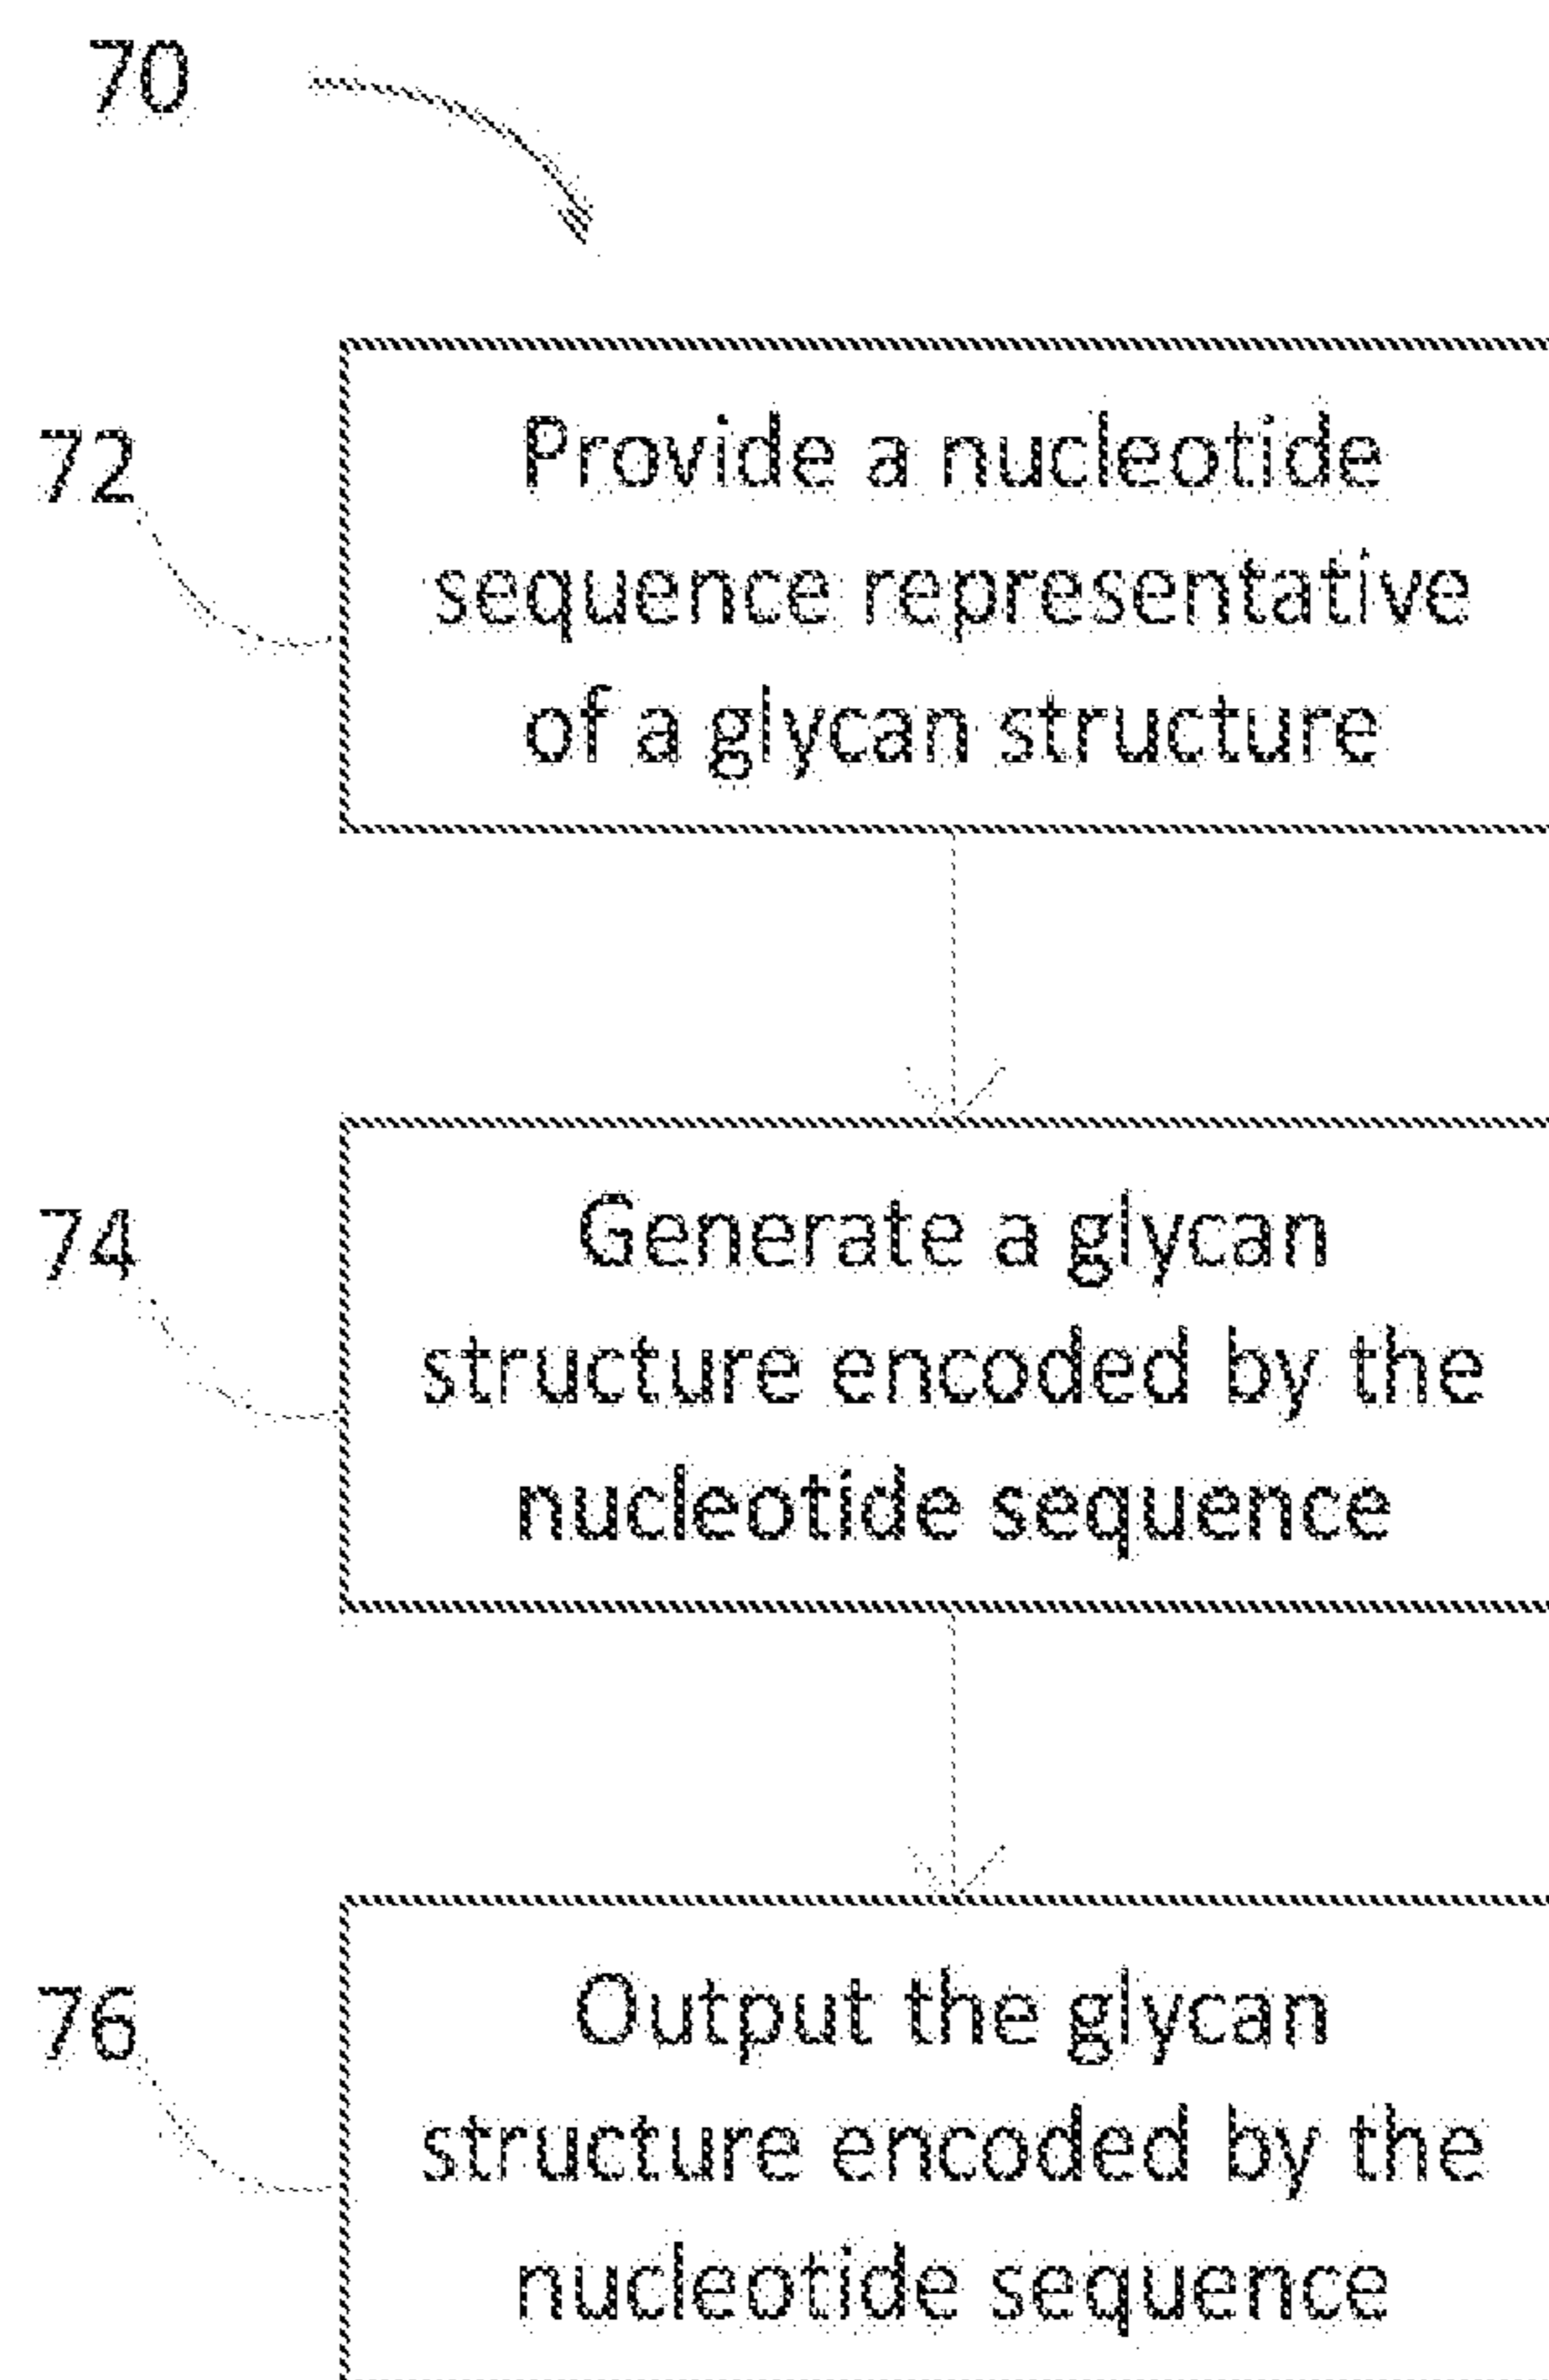 70
72
Provide a nucleotide
sequence representative
of a glycan structure
74
Generate a glycan
structure encoded by the
nucleotide sequence
76
Output the glycan
structure encoded by the
nucleotide sequence